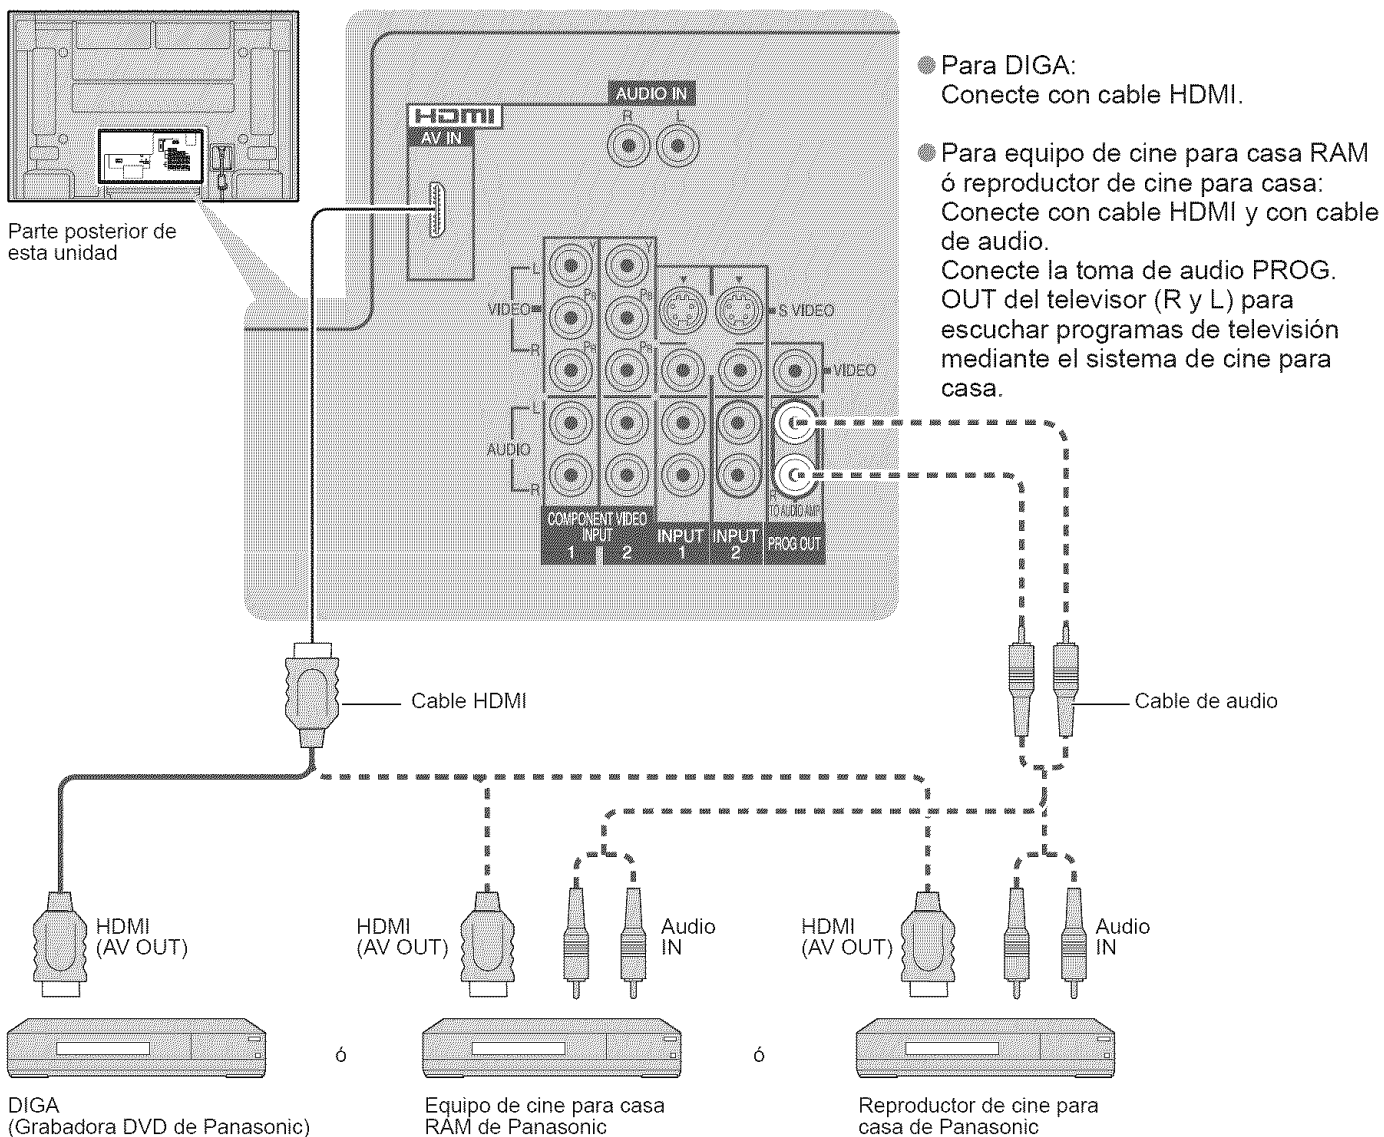 Parte posterior de
esta unidad
HDMI
AV IN
AUDIO IN
R L
● Para DIGA:
Conecte con cable HDMI.
● Para equipo de cine para casa RAM
ó reproductor de cine para casa:
Conecte con cable HDMI y con cable
de audio.
Conecte la toma de audio PROG.
OUT del televisor (R y L) para
escuchar programas de televisión
mediante el sistema de cine para
casa.
Y Y
L
PB PB
VIDEO
S VIDEO
PR PR
R
VIDEO
L
AUDIO
R
R
TO AUDIO AMP
COMPONENT VIDEO
INPUT
1 2
INPUT
1
INPUT
2
PROG OUT
Cable HDMI
Cable de audio
HDMI
(AV OUT)
HDMI
(AV OUT)
Audio
IN
HDMI
(AV OUT)
Audio
IN
ó
ó
DIGA
(Grabadora DVD de Panasonic)
Equipo de cine para casa
RAM de Panasonic
Reproductor de cine para
casa de Panasonic